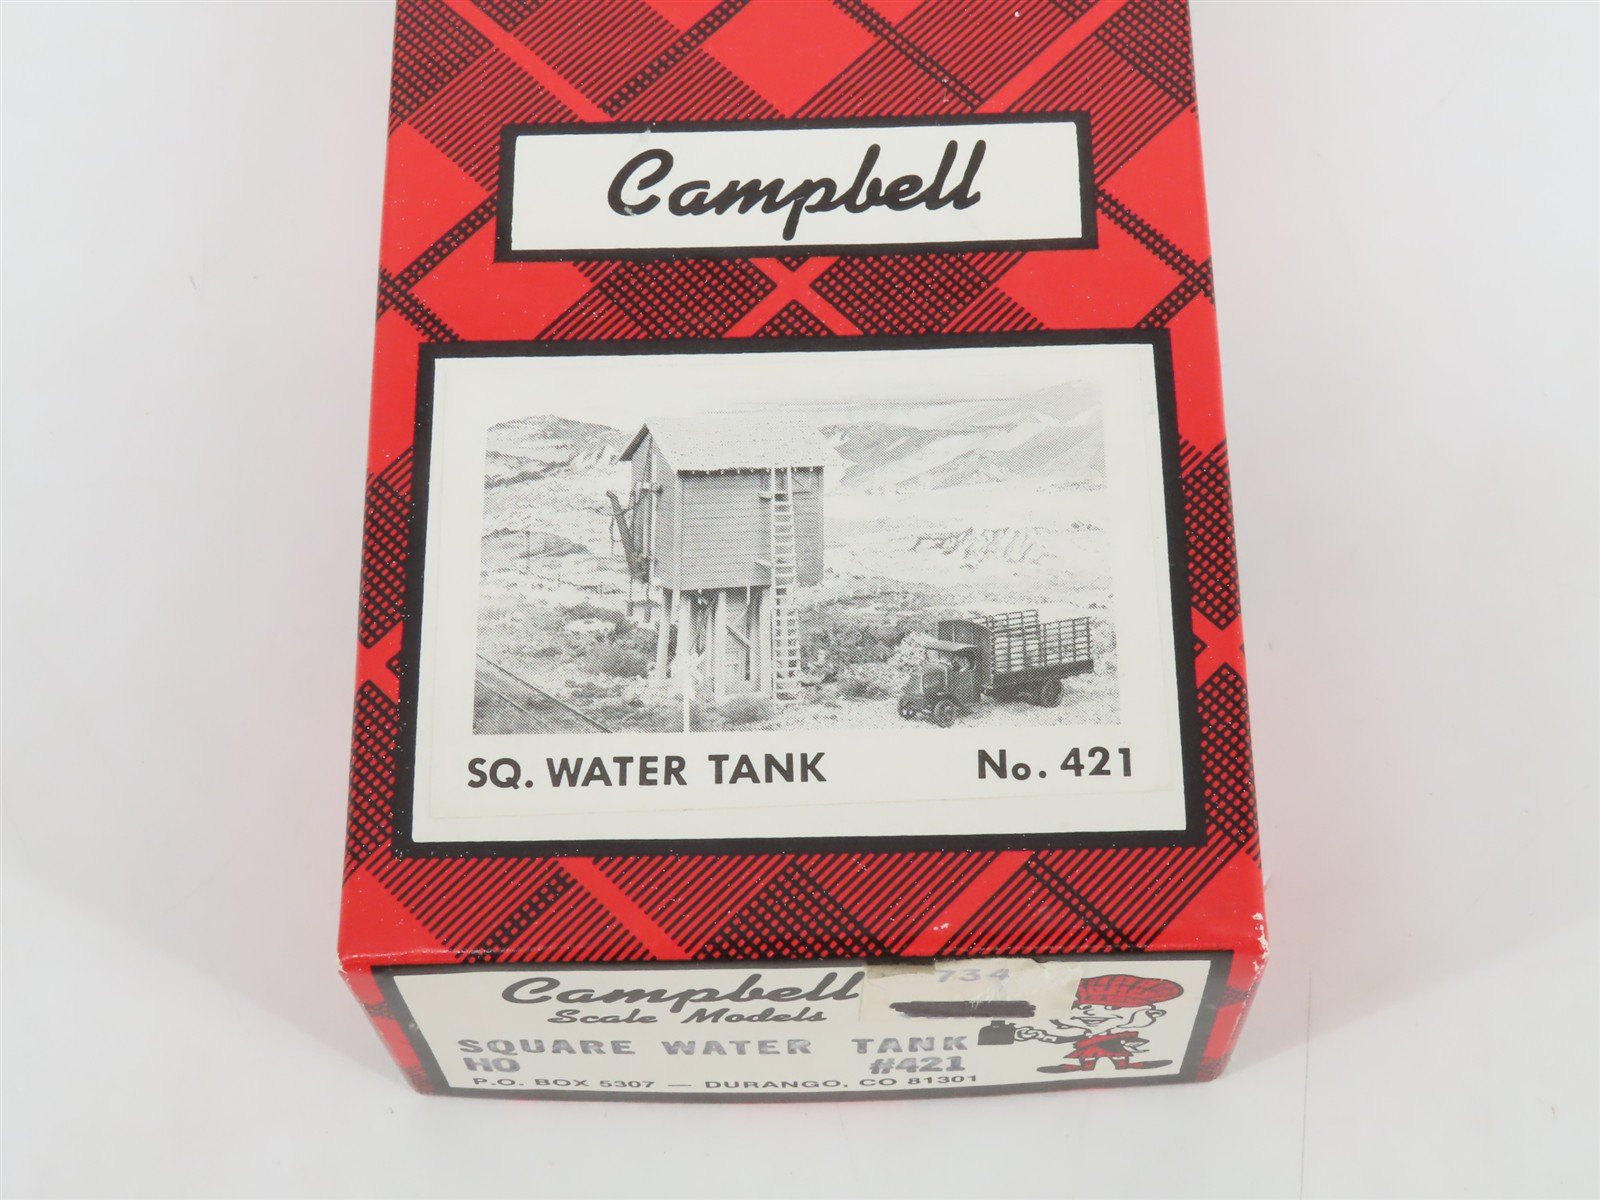 Campbell
SQ. WATER TANK No. 421
Campbell
734
Scale Models
SQUARE WATER TANK
HO #421
P.O. BOX 5307 — DURANGO, CO 81301